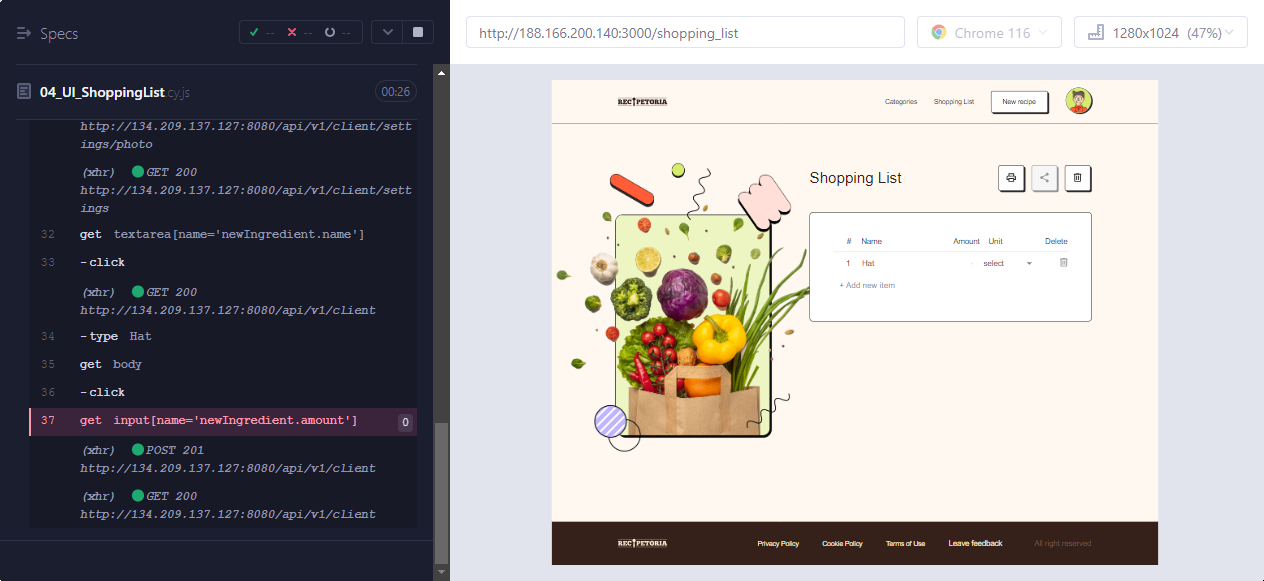 Specs
-- -- --
http://188.166.200.140:3000/shopping_list
Chrome 116
1280x1024 (47%)
04_UI_ShoppingList.cy.js
00:26
http://134.209.137.127:8080/api/v1/client/sett
ings/photo
(xhr) GET 200
http://134.209.137.127:8080/api/v1/client/sett
ings
32 get textarea[name='newIngredient.name']
33 -click
(xhr) GET 200
http://134.209.137.127:8080/api/v1/client
34 -type Hat
35 get body
36 -click
37 get input[name='newIngredient.amount'] 0
(xhr) POST 201
http://134.209.137.127:8080/api/v1/client
(xhr) GET 200
http://134.209.137.127:8080/api/v1/client
RECIPETORIA
Categories
Shopping List
New recipe
Shopping List
# Name Amount Unit Delete
1 Hat select
+ Add new item
RECIPETORIA
Privacy Policy
Cookie Policy
Terms of Use
Leave feedback
All right reserved